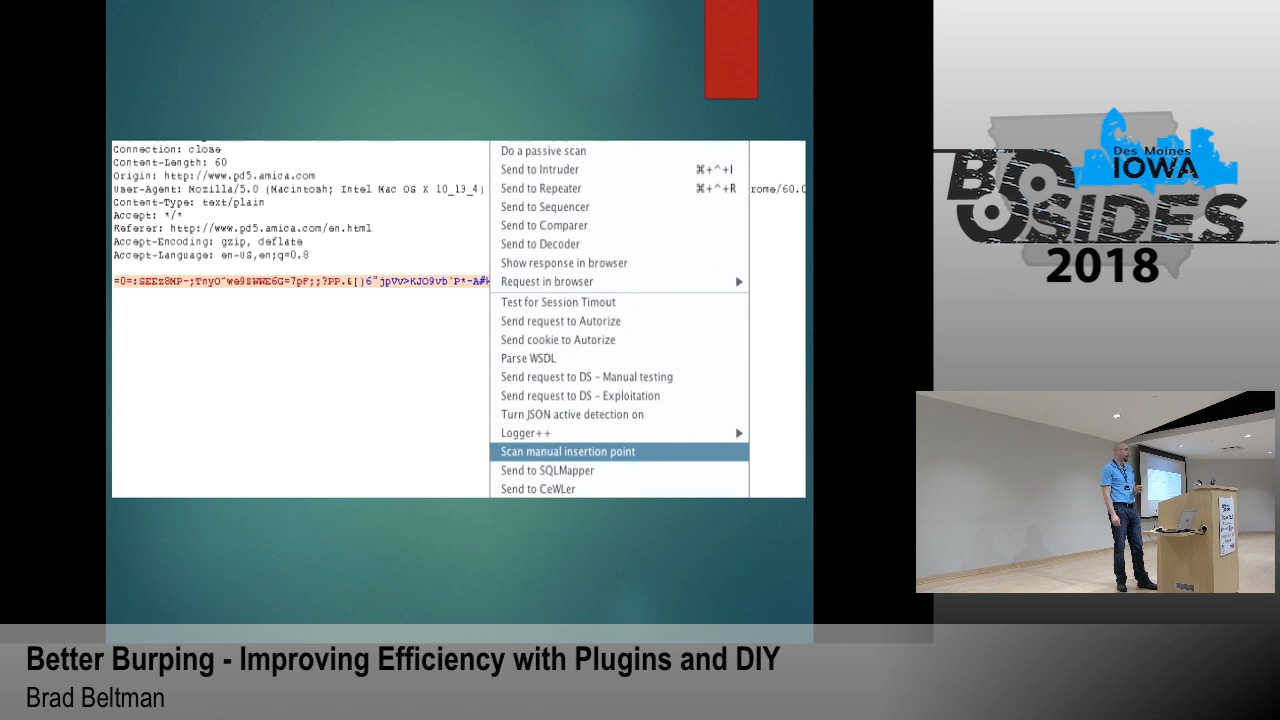 Connection: close
Content-Length: 60
Origin: http://www.pd5.amica.com
User-Agent: Mozilla/5.0 (Macintosh; Intel Mac OS X 10_13_4)
rome/60.0
Content-Type: text/plain
Accept: */*
Referer: http://www.pd5.amica.com/en.html
Accept-Encoding: gzip, deflate
Accept-Language: en-US,en;q=0.8
Do a passive scan
Send to Intruder ⌘+^+I
Send to Repeater ⌘+^+R
Send to Sequencer
Send to Comparer
Send to Decoder
Show response in browser
Request in browser
Test for Session Timout
Send request to Autorize
Send cookie to Autorize
Parse WSDL
Send request to DS – Manual testing
Send request to DS – Exploitation
Turn JSON active detection on
Logger++
Scan manual insertion point
Send to SQLMapper
Send to CeWLer
Des Moines
IOWA
BSIDES
2018
Better Burping - Improving Efficiency with Plugins and DIY
Brad Beltman